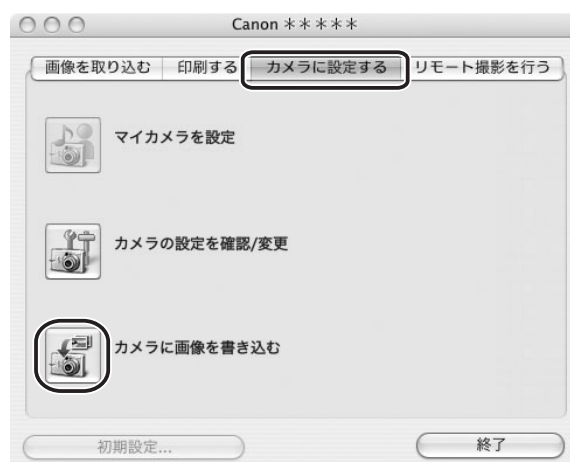 Canon ＊＊＊＊＊
画像を取り込む 印刷する カメラに設定する リモート撮影を行う
マイカメラを設定
カメラの設定を確認/変更
カメラに画像を書き込む
初期設定... 終了